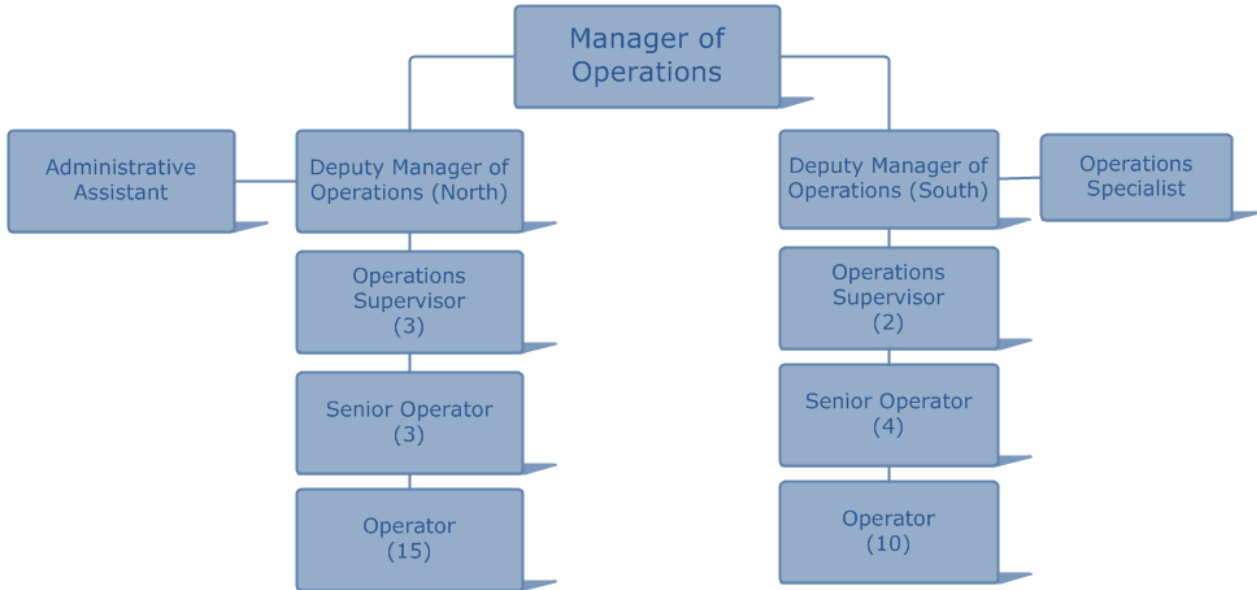 Manager of
Operations
Administrative
Assistant
Deputy Manager of
Operations (North)
Deputy Manager of
Operations (South)
Operations
Specialist
Operations
Supervisor
(3)
Operations
Supervisor
(2)
Senior Operator
(3)
Senior Operator
(4)
Operator
(15)
Operator
(10)